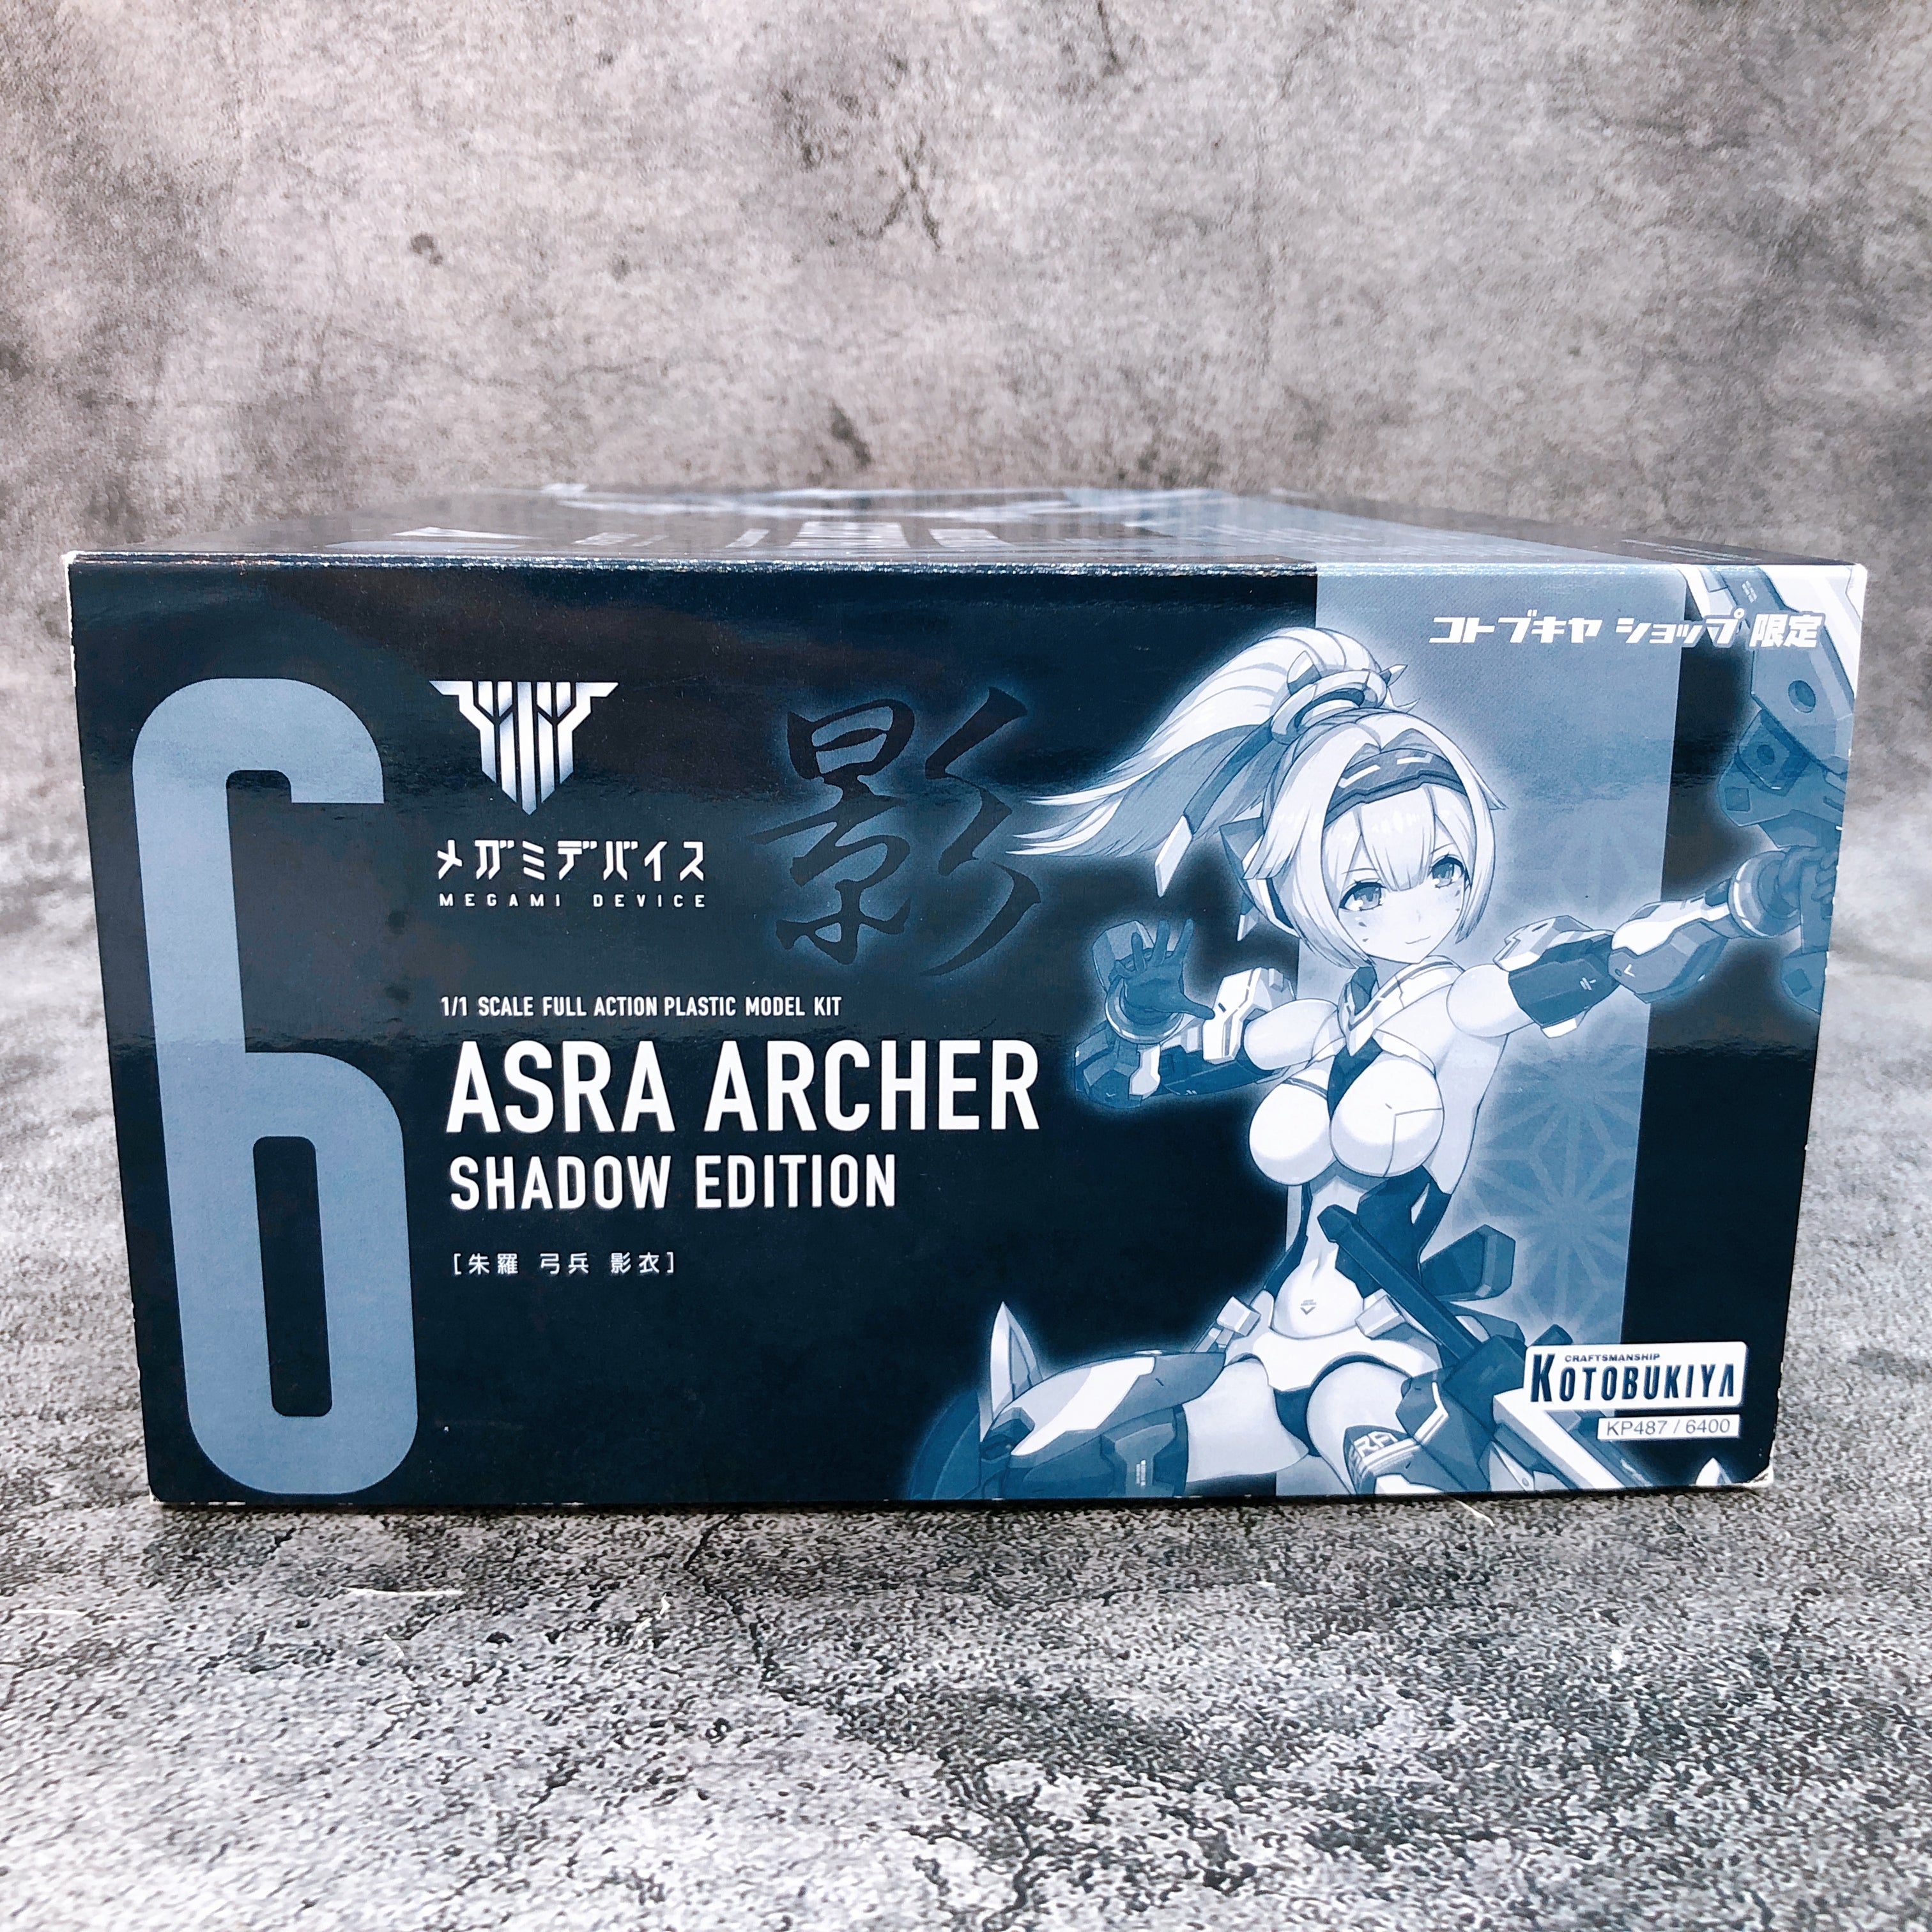 コトブキヤ ショップ 限定
6
メガミデバイス
MEGAMI DEVICE
影
1/1 SCALE FULL ACTION PLASTIC MODEL KIT
ASRA ARCHER
SHADOW EDITION
[朱羅 弓兵 影衣]
RA
CRAFTSMANSHIP
KOTOBUKIYA
KP487 / 6400